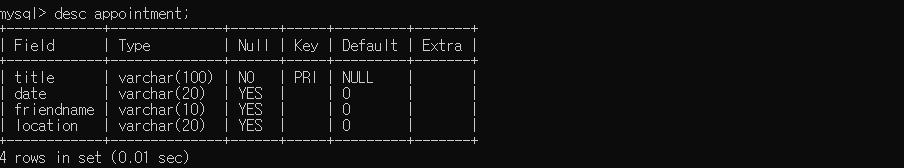 mysql> desc appointment;
+------------+--------------+------+-----+---------+-------+
| Field      | Type         | Null | Key | Default | Extra |
+------------+--------------+------+-----+---------+-------+
| title      | varchar(100) | NO   | PRI | NULL    |       |
| date       | varchar(20)  | YES  |     | 0       |       |
| friendname | varchar(10)  | YES  |     | 0       |       |
| location   | varchar(20)  | YES  |     | 0       |       |
+------------+--------------+------+-----+---------+-------+
4 rows in set (0.01 sec)